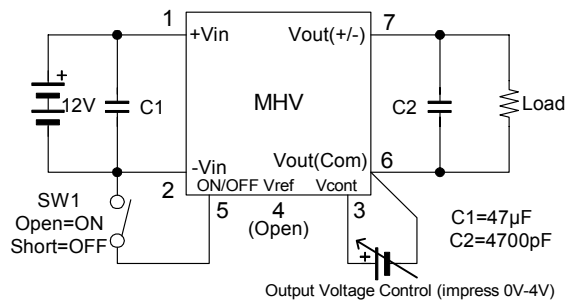 1
7
+Vin
Vout(+/-)
+
12V
C1
MHV
C2
Load
-Vin
Vout(Com)
6
2
ON/OFF
Vref
Vcont
SW1
Open=ON
Short=OFF
5
4
(Open)
3
C1=47µF
C2=4700pF
+
Output Voltage Control (impress 0V-4V)